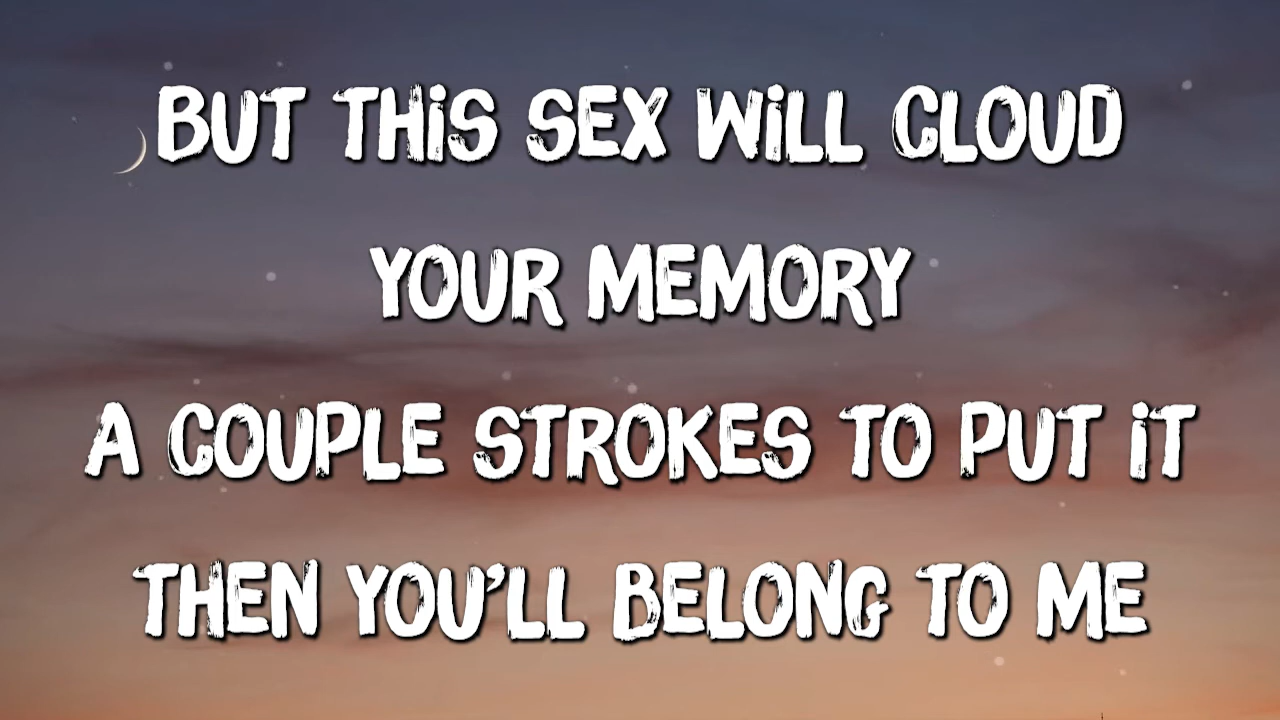 BUT THiS SEX WiLL CLOUD
YOUR MEMORY
A COUPLE STROKES TO PUT iT
THEN YOU'LL BELONG TO ME